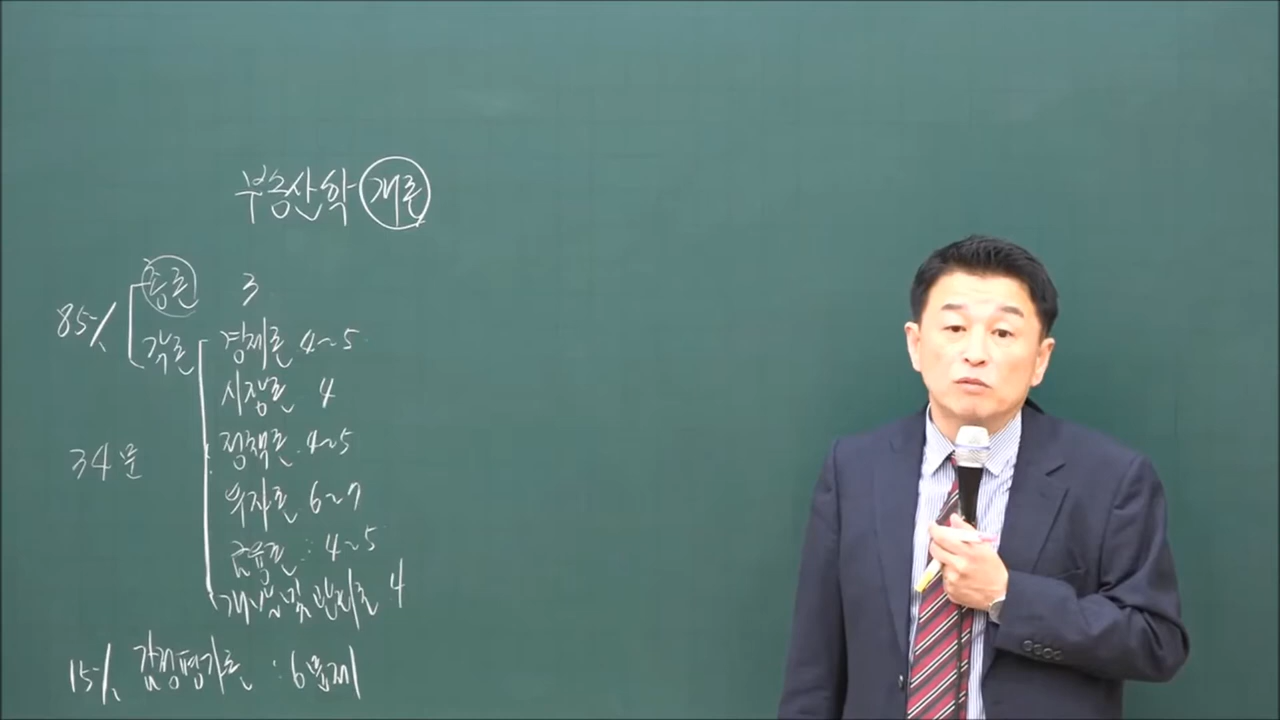 부동산학 개론
85% 총론 3
각론 경제론 4~5
시장론 4
정책론 4~5
34문
투자론 6~7
금융론 : 4~5
개발 및 관리론 4
15% 감정평가론 : 6문제